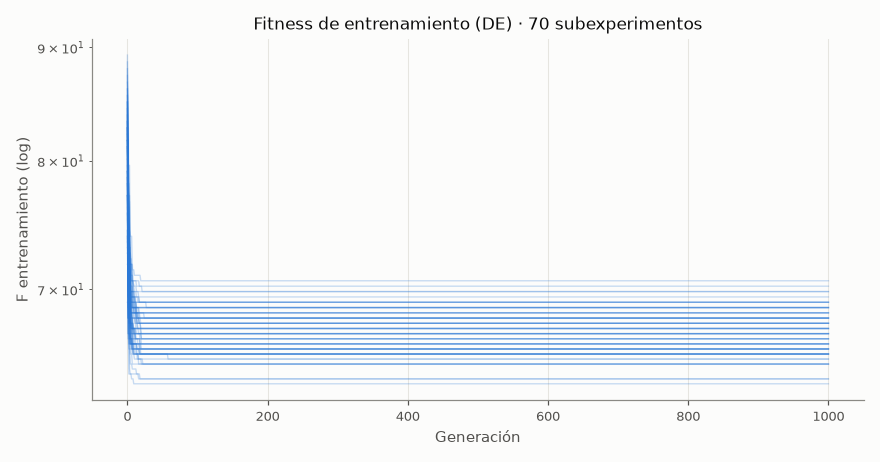 Fitness de entrenamiento (DE) · 70 subexperimentos
9 × 10¹
8 × 10¹
7 × 10¹
F entrenamiento (log)
0 200 400 600 800 1000
Generación